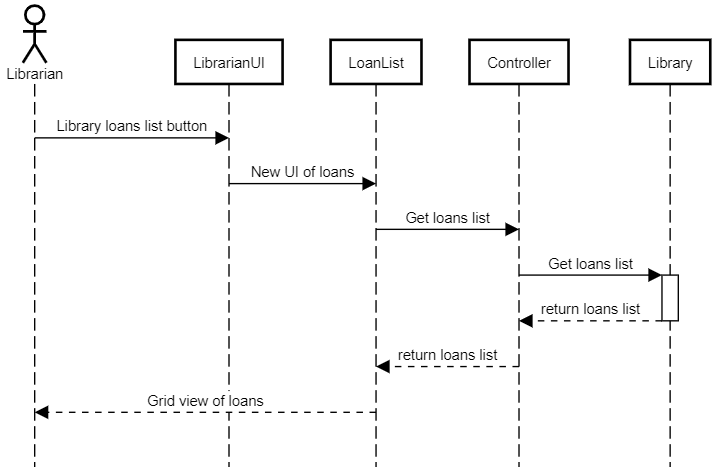 Librarian
LibrarianUI
LoanList
Controller
Library
Library loans list button
New UI of loans
Get loans list
Get loans list
return loans list
return loans list
Grid view of loans